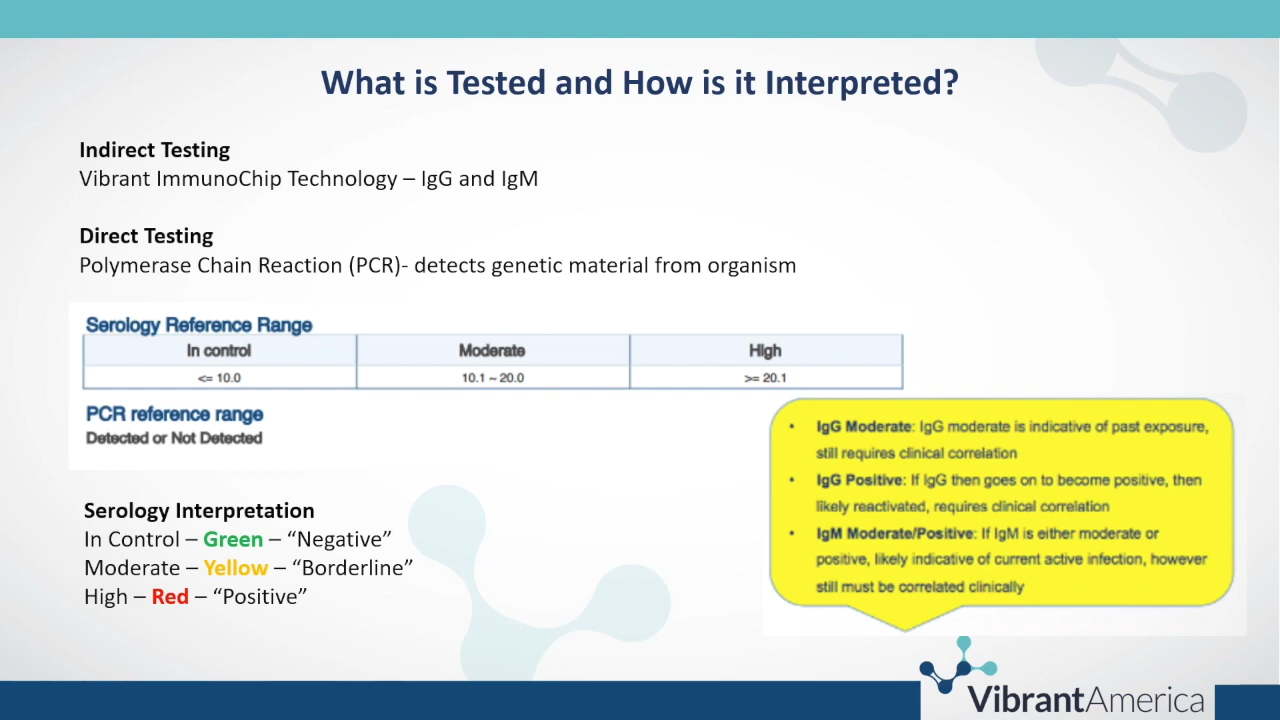 What is Tested and How is it Interpreted?
Indirect Testing
Vibrant ImmunoChip Technology – IgG and IgM
Direct Testing
Polymerase Chain Reaction (PCR)- detects genetic material from organism
Serology Reference Range
In control Moderate High
<= 10.0 10.1 ~ 20.0 >= 20.1
PCR reference range
Detected or Not Detected
Serology Interpretation
In Control – Green – “Negative”
Moderate – Yellow – “Borderline”
High – Red – “Positive”
• IgG Moderate: IgG moderate is indicative of past exposure,
still requires clinical correlation
• IgG Positive: If IgG then goes on to become positive, then
likely reactivated, requires clinical correlation
• IgM Moderate/Positive: If IgM is either moderate or
positive, likely indicative of current active infection, however
still must be correlated clinically
VibrantAmerica